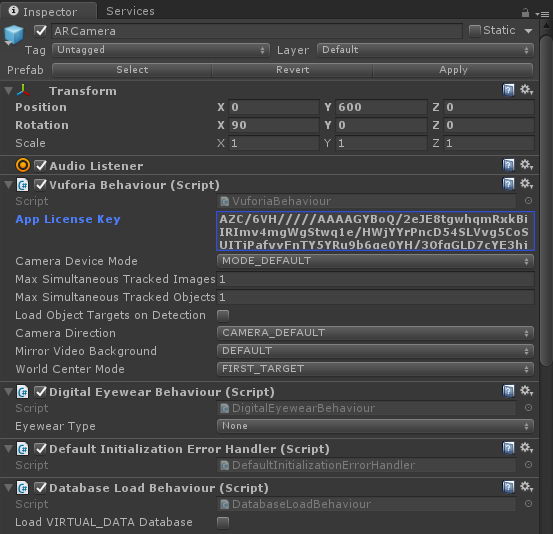 Inspector Services
ARCamera Static
Tag Untagged Layer Default
Prefab Select Revert Apply
Transform
Position X 0 Y 600 Z 0
Rotation X 90 Y 0 Z 0
Scale X 1 Y 1 Z 1
Audio Listener
Vuforia Behaviour (Script)
Script VuforiaBehaviour
App License Key AZC/6VH/////AAAAGYBoQ/2eJE8tgwhqmRxkBi
IRImv4mgWgStwq1e/HWjYYrPncD54SLVvg5CoS
UITiPafvvFnTY5YRu9b6qe0YH/3OfqGLD7cYE3hi
Camera Device Mode MODE_DEFAULT
Max Simultaneous Tracked Images 1
Max Simultaneous Tracked Objects 1
Load Object Targets on Detection
Camera Direction CAMERA_DEFAULT
Mirror Video Background DEFAULT
World Center Mode FIRST_TARGET
Digital Eyewear Behaviour (Script)
Script DigitalEyewearBehaviour
Eyewear Type None
Default Initialization Error Handler (Script)
Script DefaultInitializationErrorHandler
Database Load Behaviour (Script)
Script DatabaseLoadBehaviour
Load VIRTUAL_DATA Database